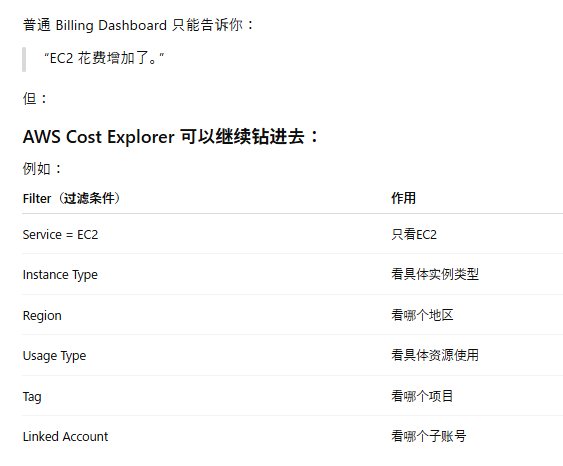 普通 Billing Dashboard 只能告诉你：
“EC2 花费增加了。”
但：
AWS Cost Explorer 可以继续钻进去：
例如：
Filter（过滤条件） 作用
Service = EC2 只看EC2
Instance Type 看具体实例类型
Region 看哪个地区
Usage Type 看具体资源使用
Tag 看哪个项目
Linked Account 看哪个子账号